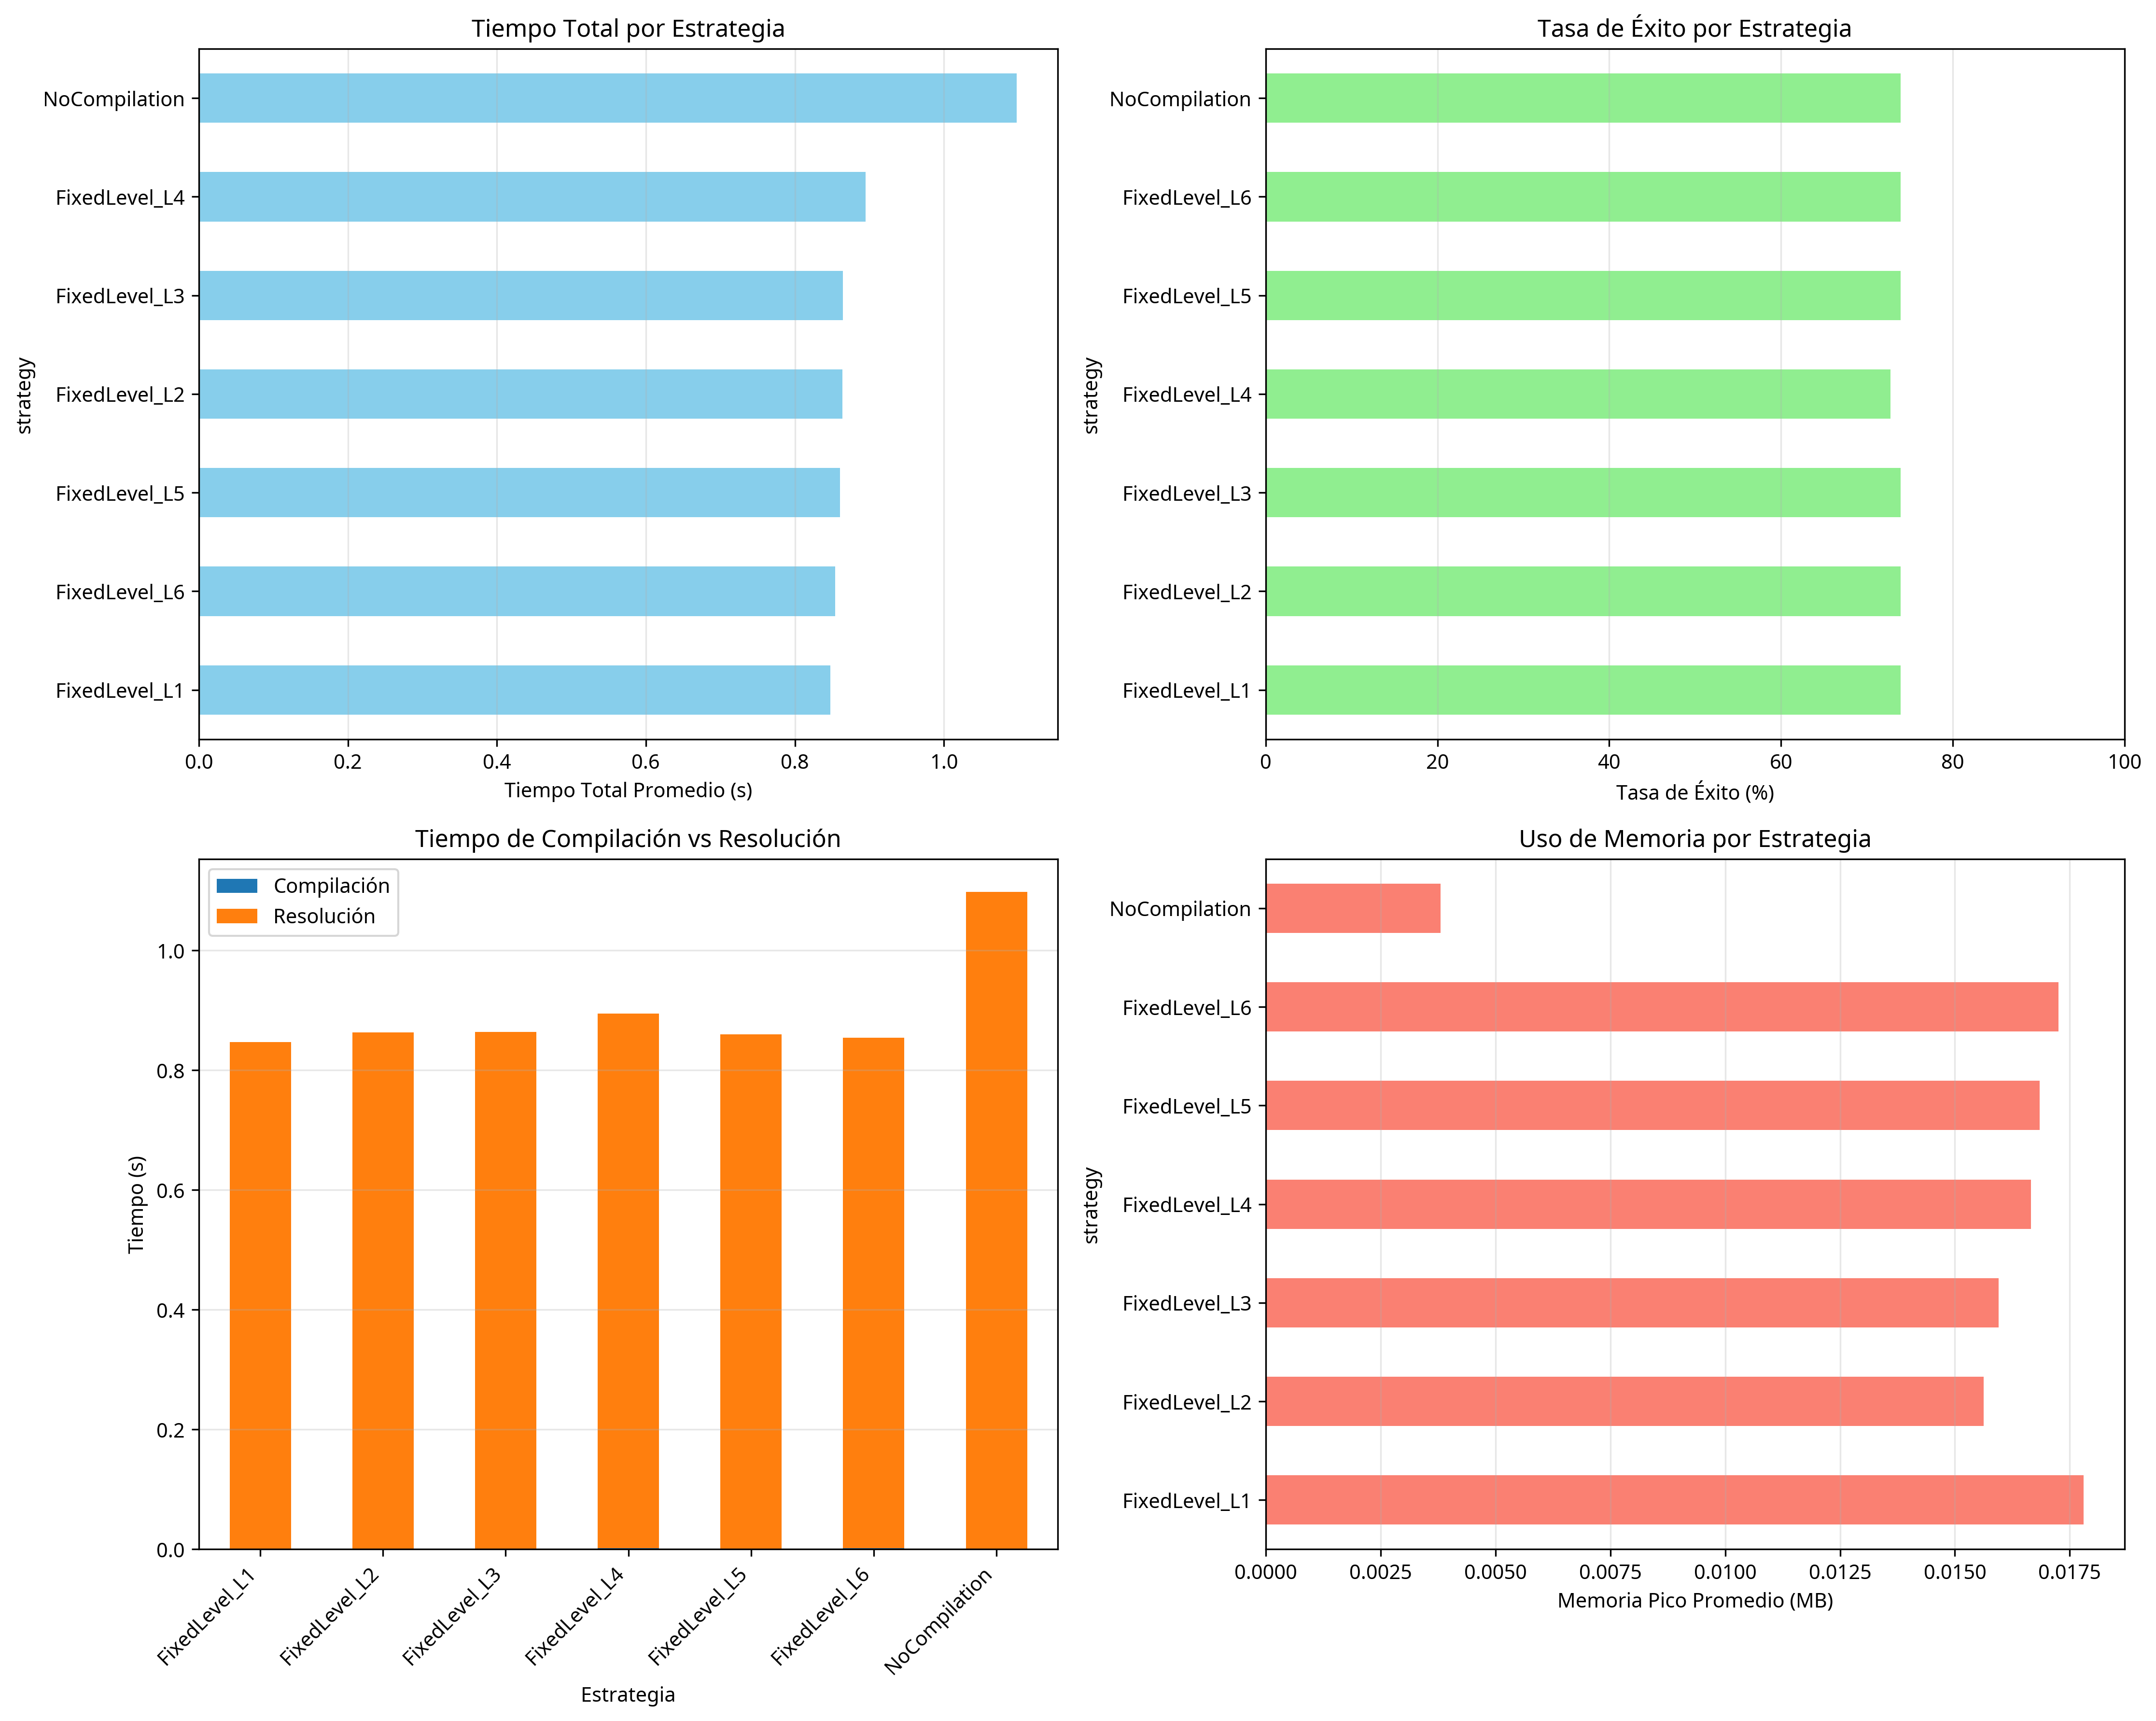 Tiempo Total por Estrategia
strategy
NoCompilation
FixedLevel_L4
FixedLevel_L3
FixedLevel_L2
FixedLevel_L5
FixedLevel_L6
FixedLevel_L1
0.0 0.2 0.4 0.6 0.8 1.0
Tiempo Total Promedio (s)
Tasa de Éxito por Estrategia
strategy
NoCompilation
FixedLevel_L6
FixedLevel_L5
FixedLevel_L4
FixedLevel_L3
FixedLevel_L2
FixedLevel_L1
0 20 40 60 80 100
Tasa de Éxito (%)
Tiempo de Compilación vs Resolución
Compilación
Resolución
Tiempo (s)
1.0
0.8
0.6
0.4
0.2
0.0
FixedLevel_L1
FixedLevel_L2
FixedLevel_L3
FixedLevel_L4
FixedLevel_L5
FixedLevel_L6
NoCompilation
Estrategia
Uso de Memoria por Estrategia
strategy
NoCompilation
FixedLevel_L6
FixedLevel_L5
FixedLevel_L4
FixedLevel_L3
FixedLevel_L2
FixedLevel_L1
0.0000 0.0025 0.0050 0.0075 0.0100 0.0125 0.0150 0.0175
Memoria Pico Promedio (MB)